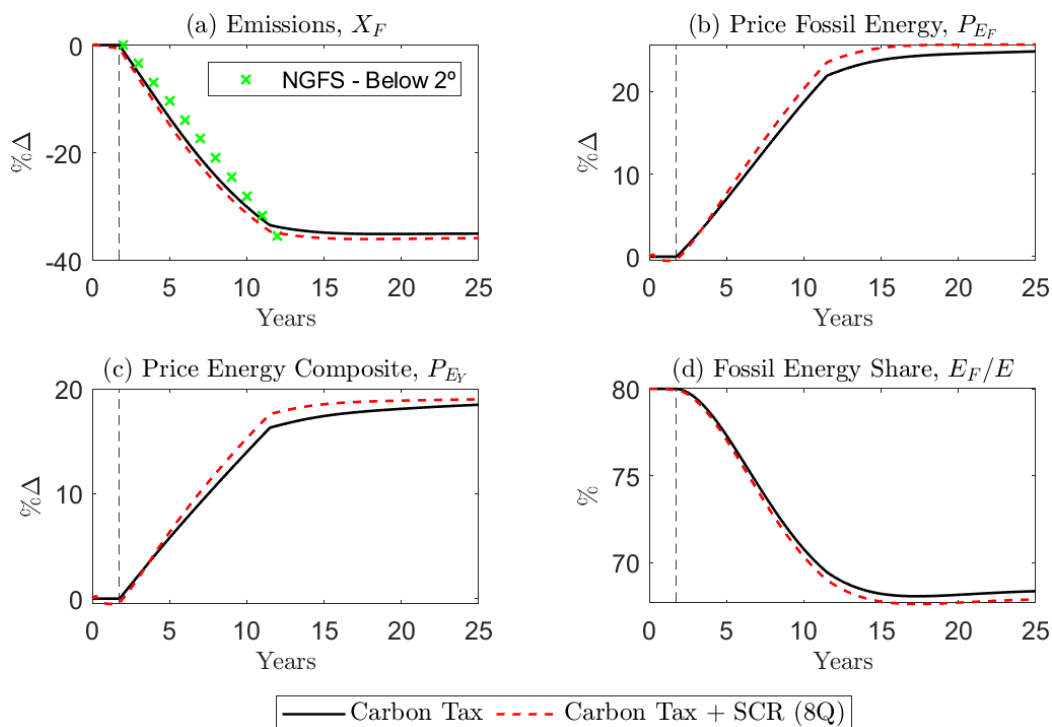 (a) Emissions, X_F
0
-20
-40
%Δ
NGFS - Below 2º
0 5 10 15 20 25
Years
(b) Price Fossil Energy, P_{E_F}
20
10
0
%Δ
0 5 10 15 20 25
Years
(c) Price Energy Composite, P_{E_Y}
20
10
0
%Δ
0 5 10 15 20 25
Years
(d) Fossil Energy Share, E_F/E
80
75
70
%
0 5 10 15 20 25
Years
Carbon Tax Carbon Tax + SCR (8Q)